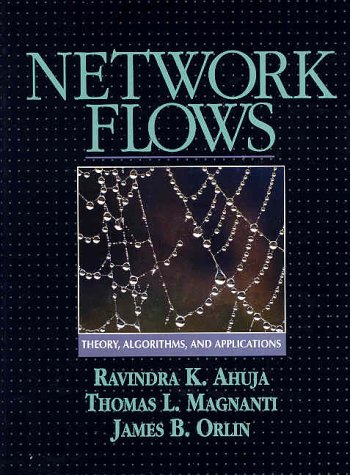 NETWORK
FLOWS
THEORY, ALGORITHMS, AND APPLICATIONS
RAVINDRA K. AHUJA
THOMAS L. MAGNANTI
JAMES B. ORLIN